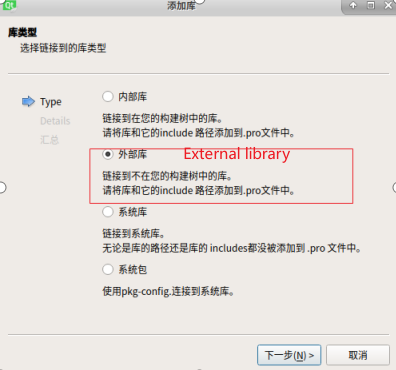 Qt
添加库
库类型
选择链接到的库类型
Type
Details
汇总
内部库
链接到在您的构建树中的库。
请将库和它的include 路径添加到.pro文件中。
外部库 External library
链接到不在您的构建树中的库。
请将库和它的include 路径添加到.pro文件中。
系统库
链接到系统库。
无论是库的路径还是库的 includes都没被添加到 .pro 文件中。
系统包
使用pkg-config.连接到系统库。
下一步(N) >
取消